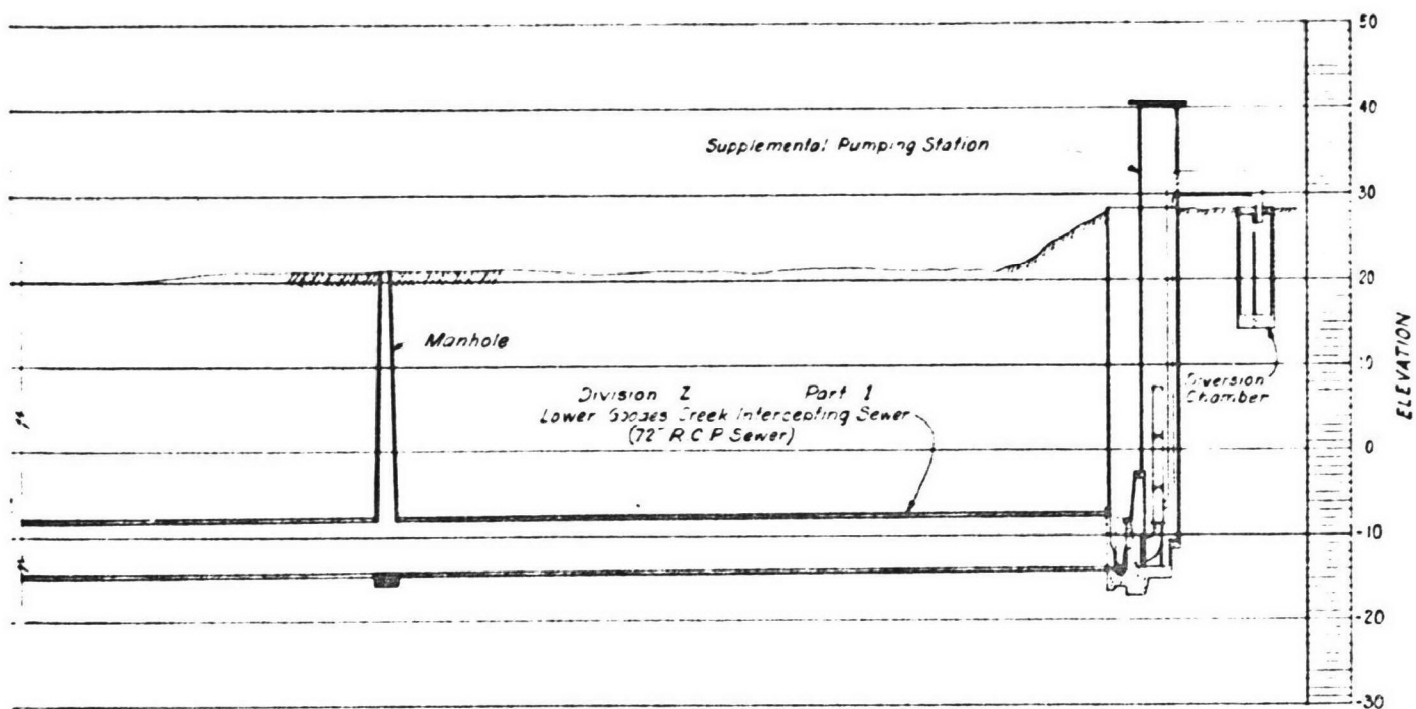 50
40
Supplemental Pumping Station
30
20
Manhole
10
Diversion
Chamber
ELEVATION
Division 2 Part 1
Lower Creek Intercepting Sewer
(72" R C P Sewer)
0
-10
-20
-30